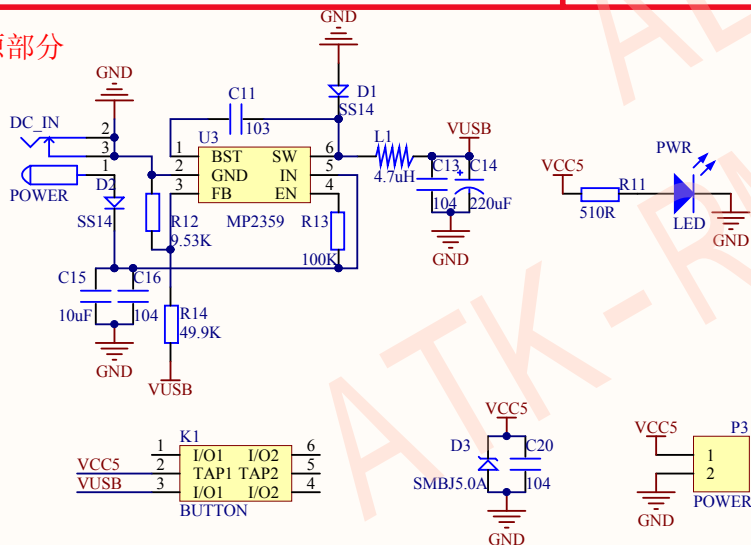 部分
GND
GND
DC_IN
2
3
1
POWER
D2
SS14
C11
103
D1
SS14
U3
1 BST SW 6
2 GND IN 5
3 FB EN 4
MP2359
R12
9.53K
R13
100K
L1
4.7uH
VUSB
C13
104
C14
+
220uF
GND
PWR
VCC5
R11
510R
LED
GND
C15
10uF
C16
104
GND
R14
49.9K
VUSB
K1
1 I/O1 I/O2 6
VCC5 2 TAP1 TAP2 5
VUSB 3 I/O1 I/O2 4
BUTTON
VCC5
D3
SMBJ5.0A
C20
104
GND
VCC5
P3
1
2
POWER
GND
ATK-R